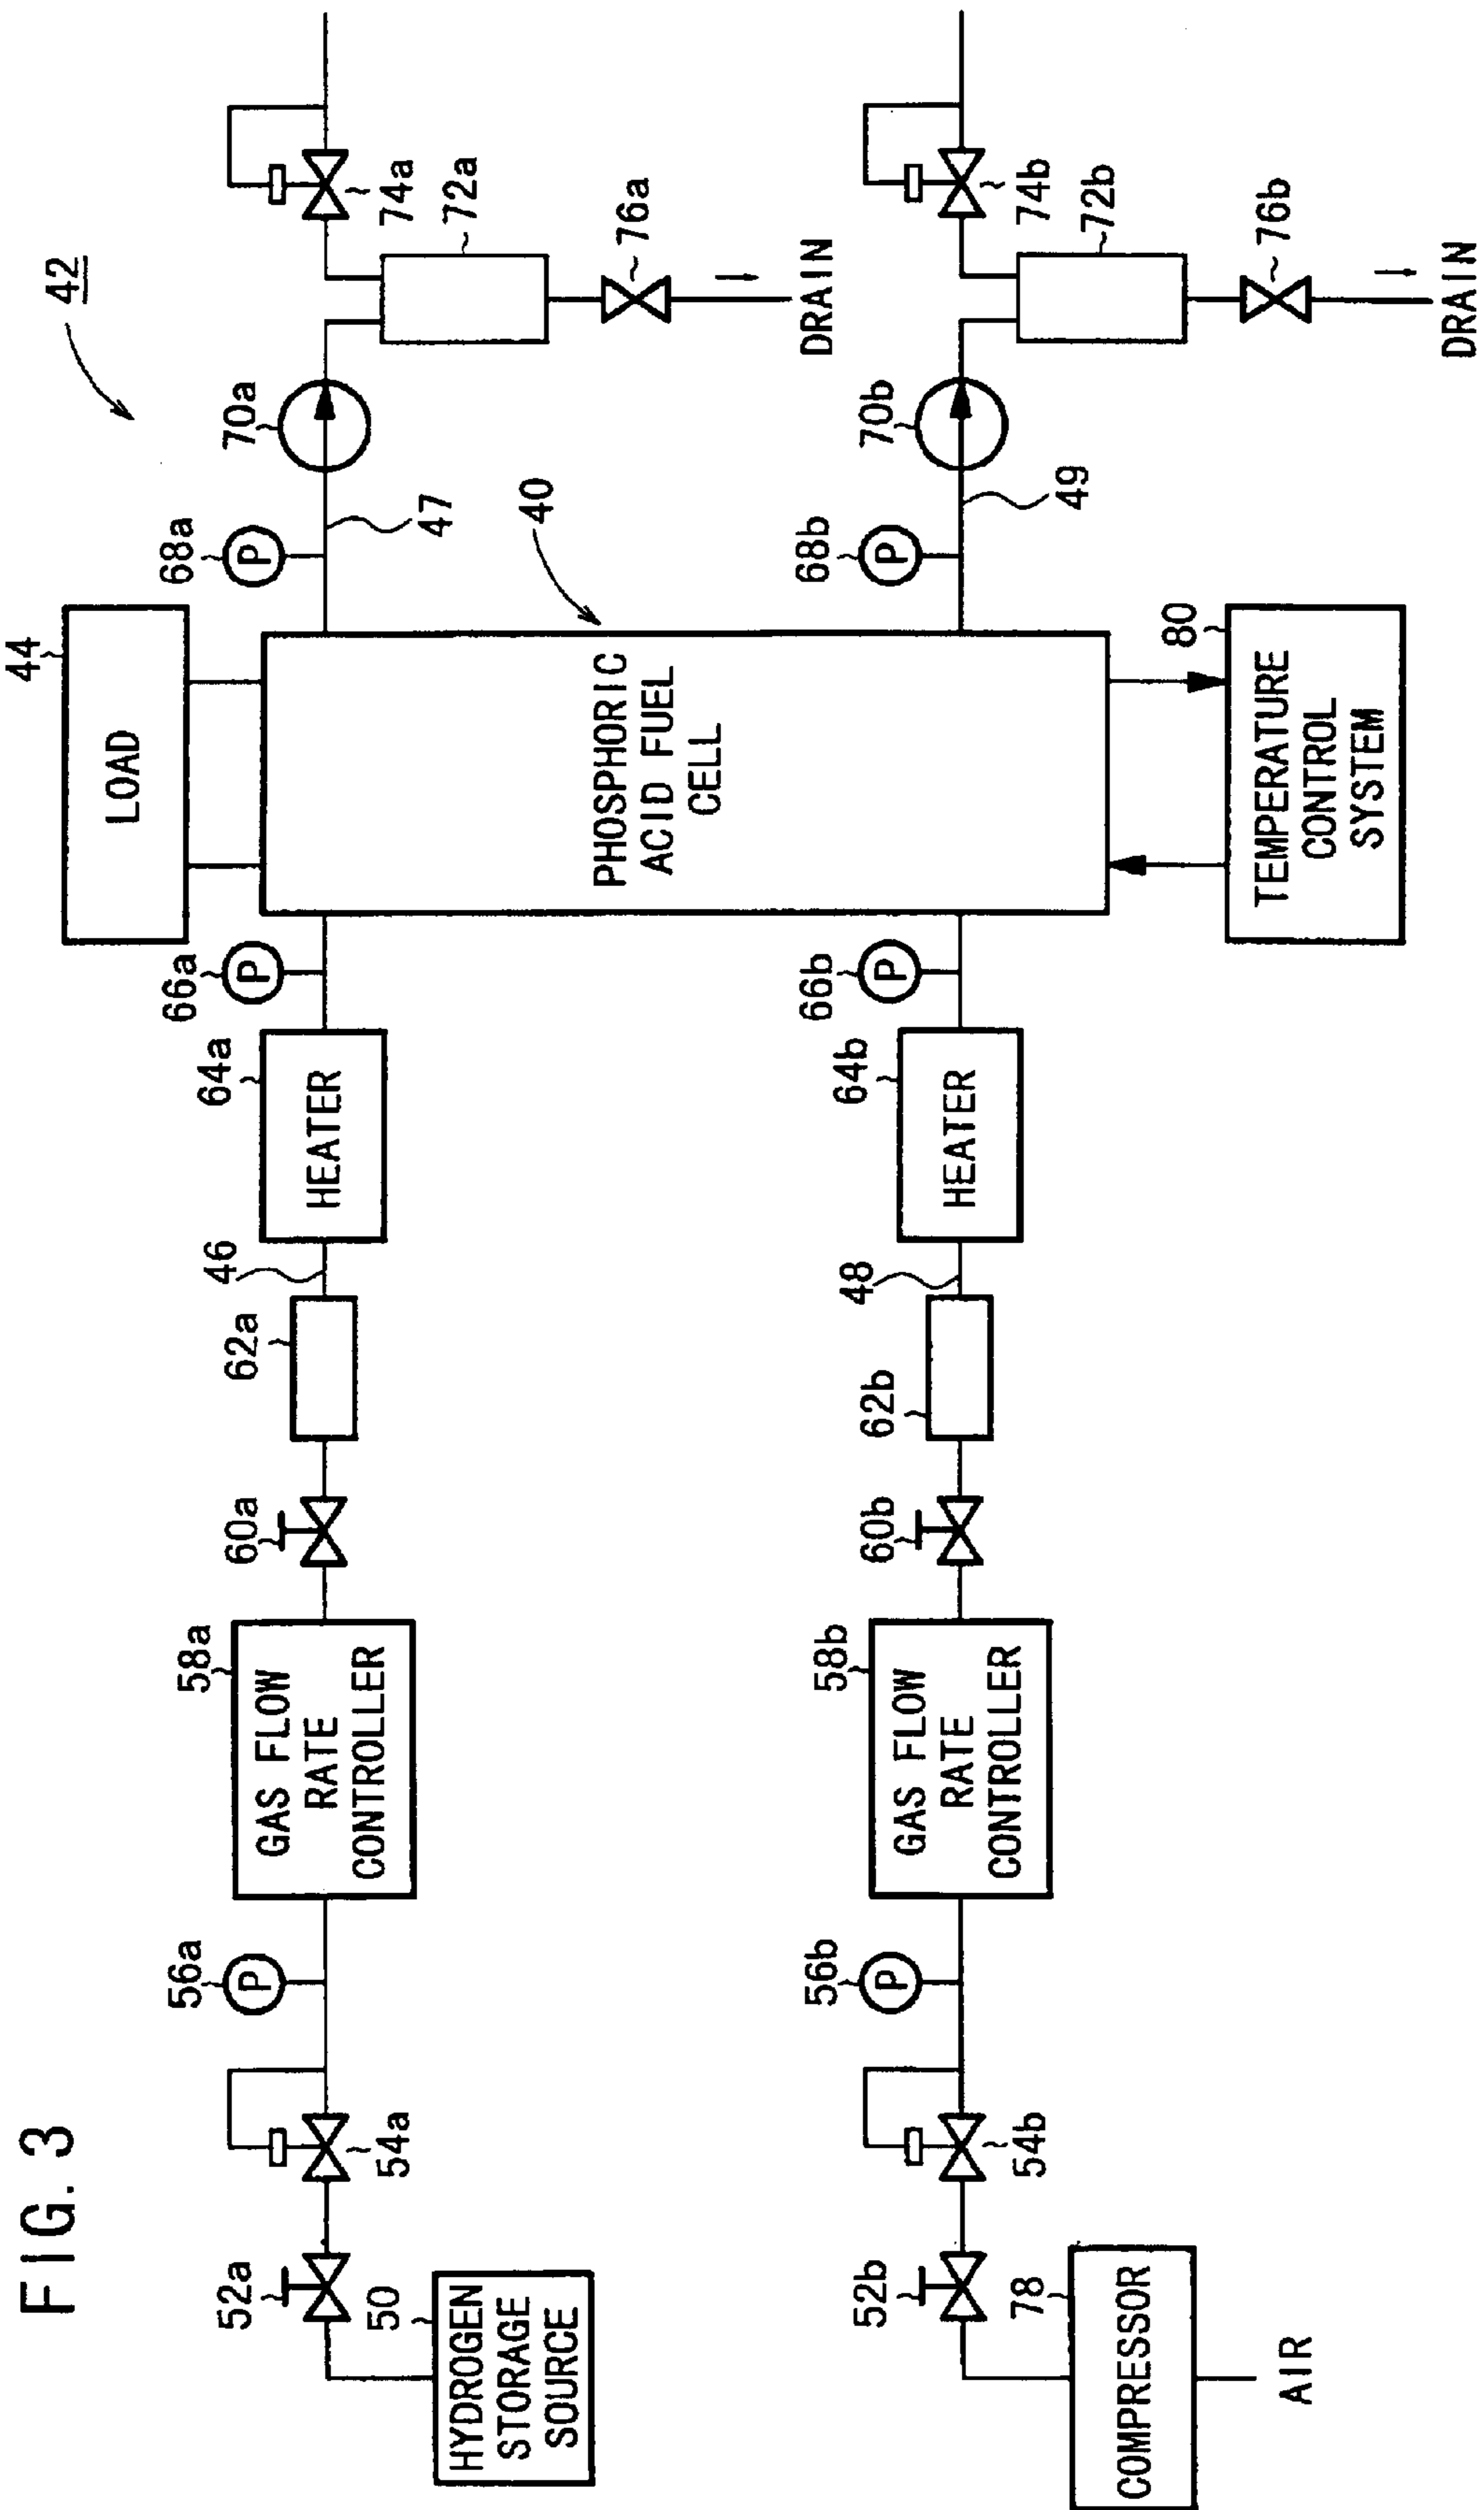 FIG. 3
42
44
LOAD
52a
54a
56a
58a
GAS FLOW
RATE
CONTROLLER
60a
62a
46
64a
HEATER
66a
68a
47
70a
74a
72a
76a
DRAIN
50
HYDROGEN
STORAGE
SOURCE
P
P
P
40
PHOSPHORIC
ACID FUEL
CELL
52b
54b
56b
58b
GAS FLOW
RATE
CONTROLLER
60b
62b
48
64b
HEATER
66b
68b
49
70b
74b
72b
76b
DRAIN
P
P
P
78
COMPRESSOR
AIR
80
TEMPERATURE
CONTROL
SYSTEM